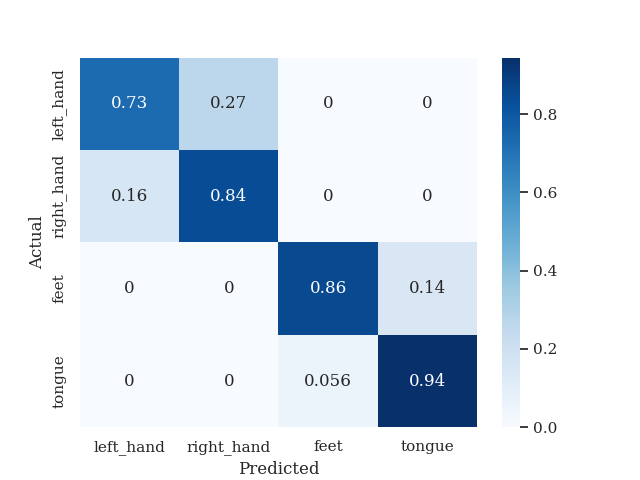 left_hand
0.73 0.27 0 0
right_hand
0.16 0.84 0 0
Actual
feet
0 0 0.86 0.14
tongue
0 0 0.056 0.94
left_hand right_hand feet tongue
Predicted
0.8
0.6
0.4
0.2
0.0